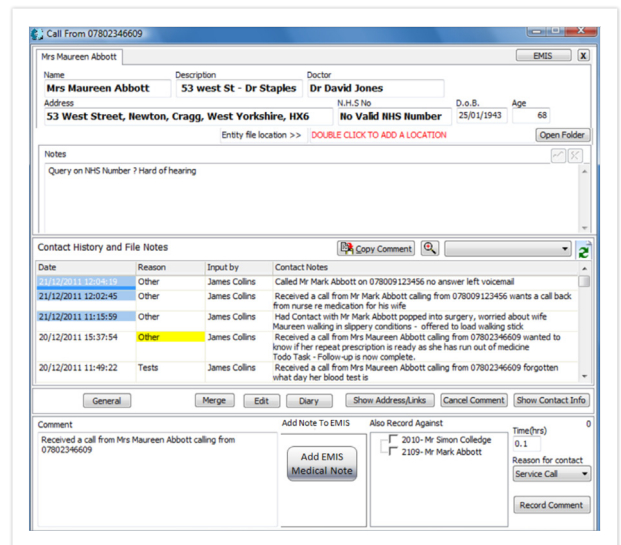 Call From 07802346609
Mrs Maureen Abbott
EMIS
X
Name Description Doctor
Mrs Maureen Abbott 53 west St - Dr Staples Dr David Jones
Address N.H.S No D.o.B. Age
53 West Street, Newton, Cragg, West Yorkshire, HX6 No Valid NHS Number 25/01/1943 68
Entity file location >> DOUBLE CLICK TO ADD A LOCATION Open Folder
Notes
Query on NHS Number ? Hard of hearing
Contact History and File Notes Copy Comment
Date Reason Input by Contact Notes
21/12/2011 12:04:19 Other James Collins Called Mr Mark Abbott on 078009123456 no answer left voicemail
21/12/2011 12:02:45 Other James Collins Received a call from Mr Mark Abbott calling from 078009123456 wants a call back
from nurse re medication for his wife
21/12/2011 11:15:59 Other James Collins Had Contact with Mr Mark Abbott popped into surgery, worried about wife
Maureen walking in slippery conditions - offered to load walking stick
20/12/2011 15:37:54 Other James Collins Received a call from Mrs Maureen Abbott calling from 07802346609 wanted to
know if her repeat prescription is ready as she has run out of medicine
Todo Task - Follow-up is now complete.
20/12/2011 11:49:22 Tests James Collins Received a call from Mrs Maureen Abbott calling from 07802346609 forgotten
what day her blood test is
General Merge Edit Diary Show Address/Links Cancel Comment Show Contact Info
Comment Add Note To EMIS Also Record Against 0
Time(hrs)
Received a call from Mrs Maureen Abbott calling from
07802346609
Add EMIS
Medical Note
2010- Mr Simon Colledge
2109- Mr Mark Abbott
0.1
Reason for contact
Service Call
Record Comment